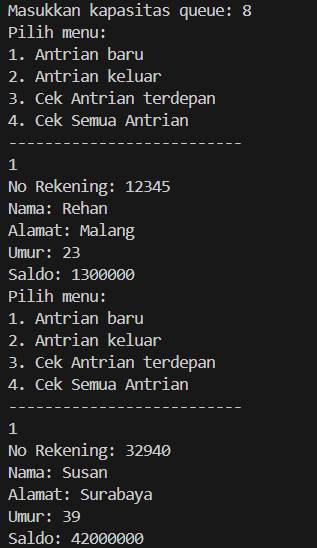 Masukkan kapasitas queue: 8
Pilih menu:
1. Antrian baru
2. Antrian keluar
3. Cek Antrian terdepan
4. Cek Semua Antrian
--------------------------
1
No Rekening: 12345
Nama: Rehan
Alamat: Malang
Umur: 23
Saldo: 1300000
Pilih menu:
1. Antrian baru
2. Antrian keluar
3. Cek Antrian terdepan
4. Cek Semua Antrian
--------------------------
1
No Rekening: 32940
Nama: Susan
Alamat: Surabaya
Umur: 39
Saldo: 42000000